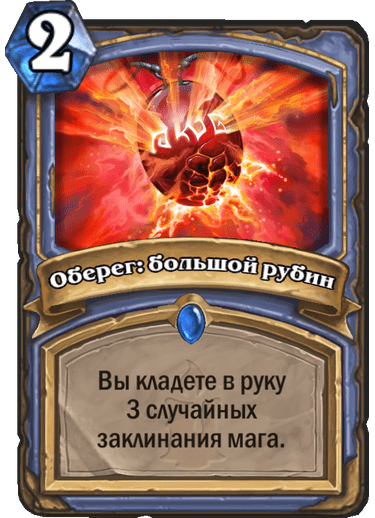 2
Оберег: большой рубин
Вы кладете в руку
3 случайных
заклинания мага.